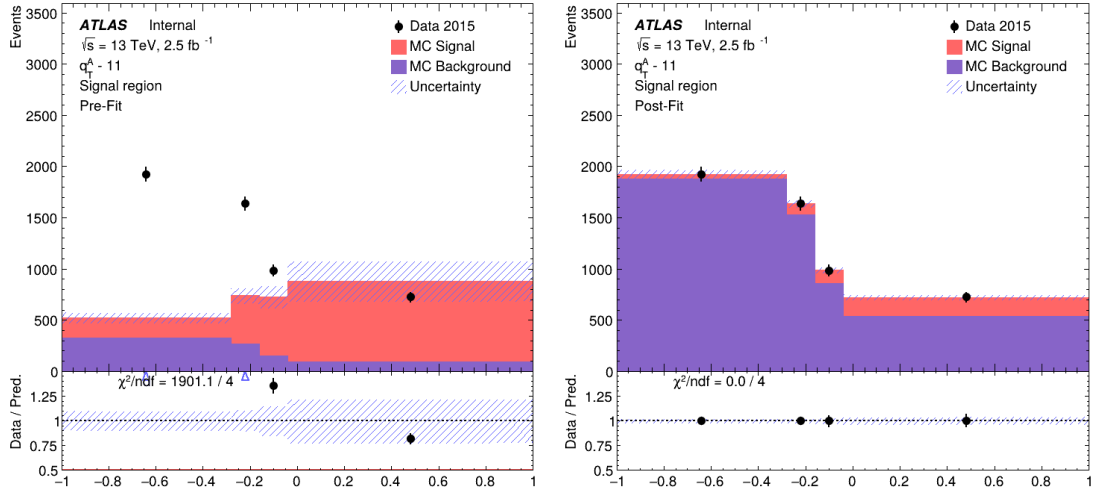 Events
3500
3000
2500
2000
1500
1000
500
0
ATLAS Internal
√s = 13 TeV, 2.5 fb -1
q_T^A - 11
Signal region
Pre-Fit
Data 2015
MC Signal
MC Background
Uncertainty
Data / Pred.
1.25
1
0.75
0.5
χ²/ndf = 1901.1 / 4
−1 −0.8 −0.6 −0.4 −0.2 0 0.2 0.4 0.6 0.8 1
Events
3500
3000
2500
2000
1500
1000
500
0
ATLAS Internal
√s = 13 TeV, 2.5 fb -1
q_T^A - 11
Signal region
Post-Fit
Data 2015
MC Signal
MC Background
Uncertainty
Data / Pred.
1.25
1
0.75
0.5
χ²/ndf = 0.0 / 4
−1 −0.8 −0.6 −0.4 −0.2 0 0.2 0.4 0.6 0.8 1